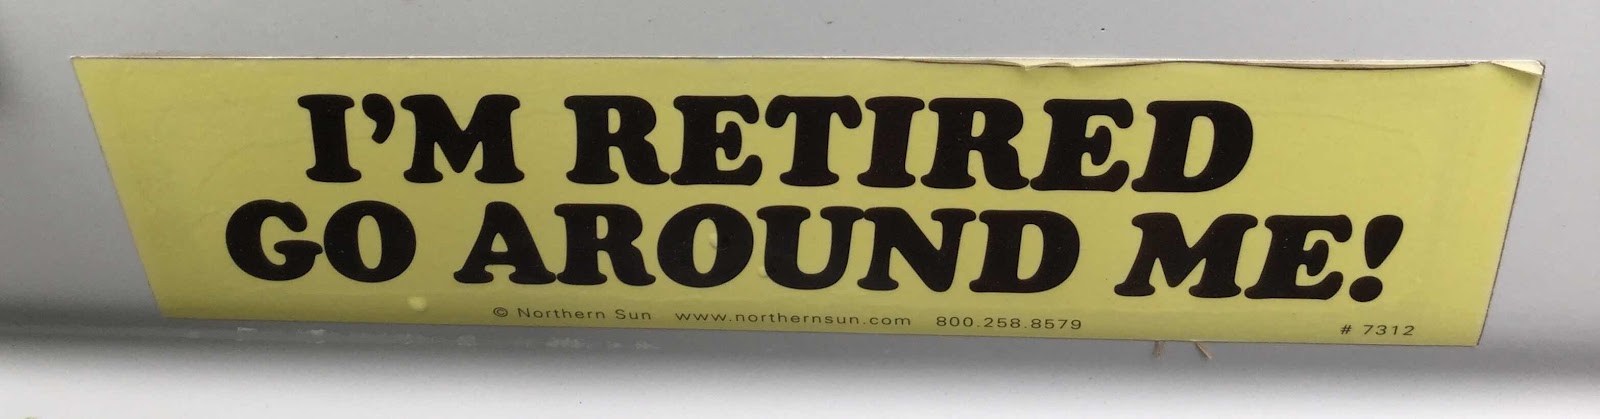 I'M RETIRED
GO AROUND ME!
© Northern Sun www.northernsun.com 800.258.8579 # 7312